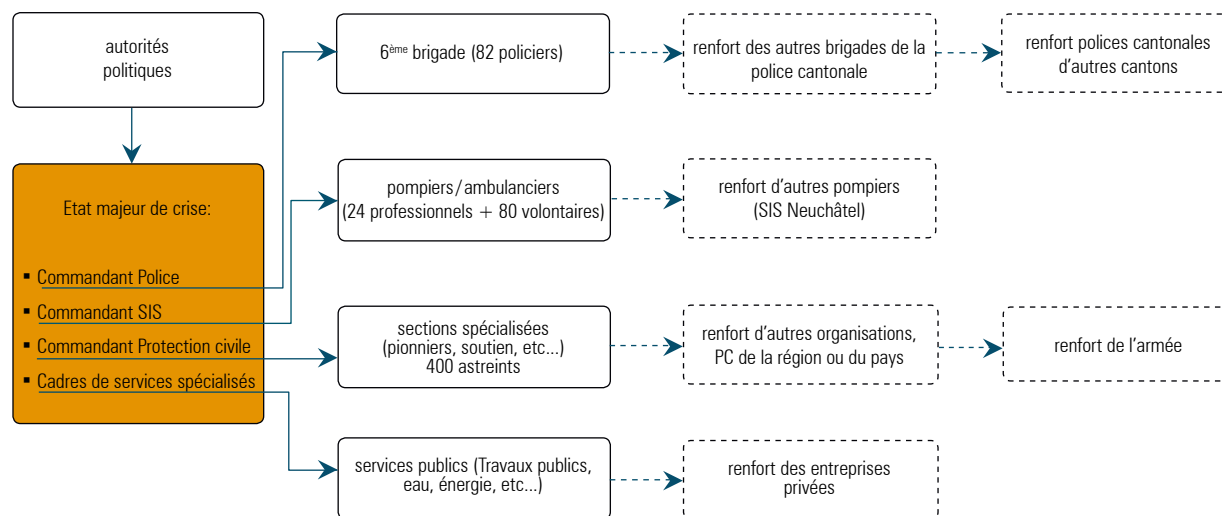 autorités
politiques
6ème brigade (82 policiers)
renfort des autres brigades de la
police cantonale
renfort polices cantonales
d'autres cantons
Etat majeur de crise:
▪ Commandant Police
▪ Commandant SIS
▪ Commandant Protection civile
▪ Cadres de services spécialisés
pompiers/ambulanciers
(24 professionnels + 80 volontaires)
renfort d'autres pompiers
(SIS Neuchâtel)
sections spécialisées
(pionniers, soutien, etc...)
400 astreints
renfort d'autres organisations,
PC de la région ou du pays
renfort de l'armée
services publics (Travaux publics,
eau, énergie, etc...)
renfort des entreprises
privées